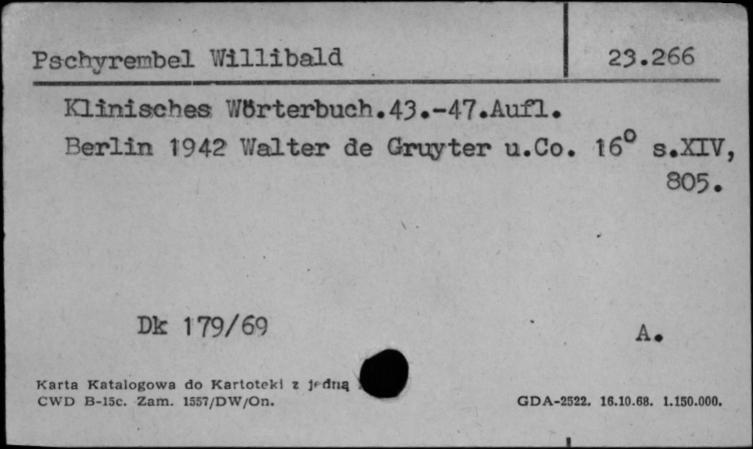 Pschyrembel Willibald 23.266
Klinisches Wörterbuch.43.-47.Aufl.
Berlin 1942 Walter de Gruyter u.Co. 16° s.XIV,
805.
Dk 179/69 A.
Karta Katalogowa do Kartoteki z jedną
CWD B-15c. Zam. 1557/DW/On. GDA-2522. 16.10.68. 1.150.000.